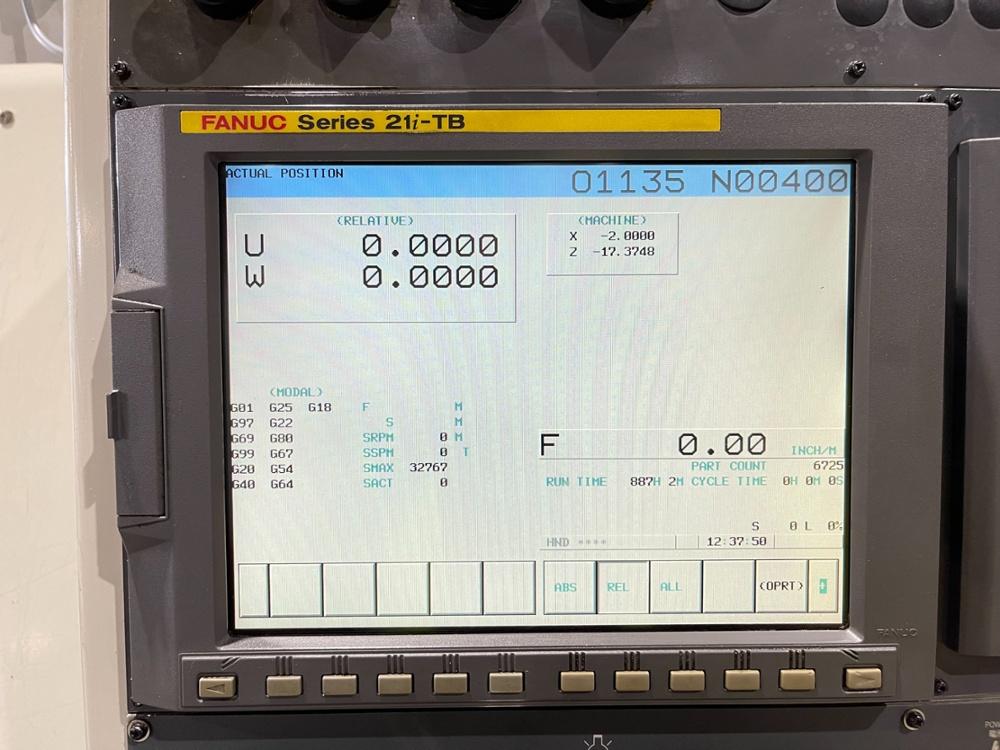 FANUC Series 21i-TB
ACTUAL POSITION
O1135 N00400
(RELATIVE)
U 0.0000
W 0.0000
(MACHINE)
X -2.0000
Z -17.3748
(MODAL)
G01 G25 G18 F M
G97 G22 S M
G69 G80 SRPM 0 M
G99 G67 SSPM 0 T
G20 G54 SMAX 32767
G40 G64 SACT 0
F 0.00 INCH/M
PART COUNT 6725
RUN TIME 887H 2M CYCLE TIME 0H 0M 0S
S 0 L 0%
HND ****
12:37:50
ABS REL ALL (OPRT) +
FANUC